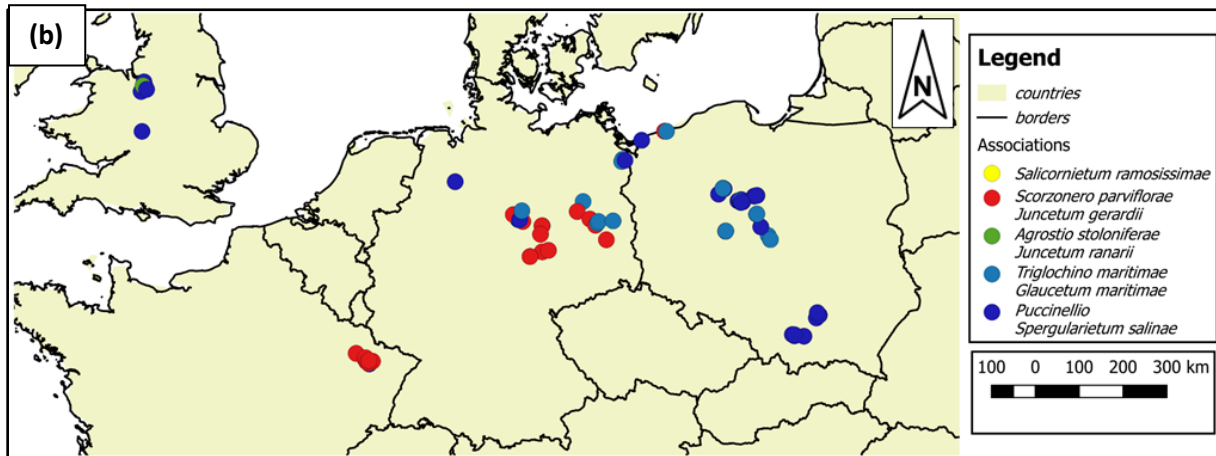 (b)
N
Legend
countries
borders
Associations
Salicornietum ramosissimae
Scorzonero parviflorae
Juncetum gerardii
Agrostio stoloniferae
Juncetum ranarii
Triglochino maritimae
Glaucetum maritimae
Puccinellio
Spergularietum salinae
100 0 100 200 300 km